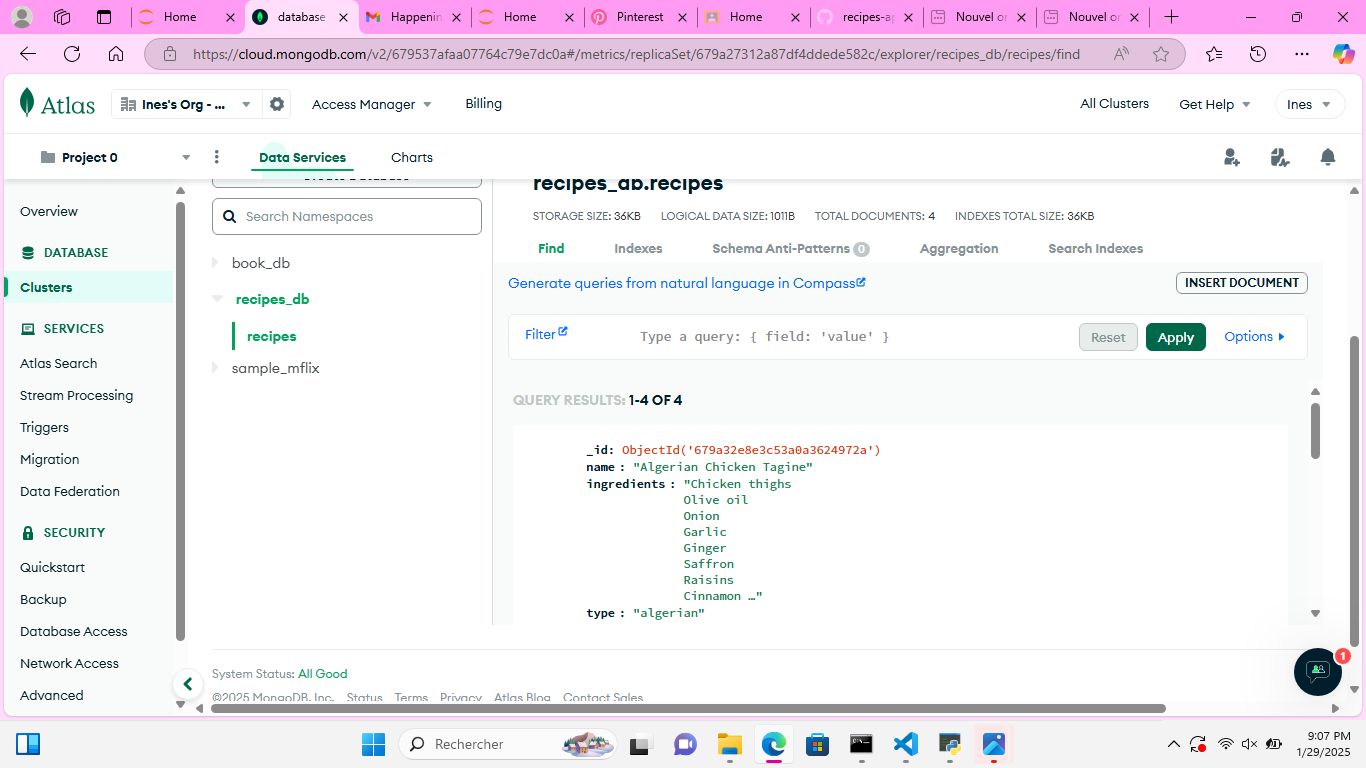 Home
database
Happenin
Home
Pinterest
Home
recipes-ap
Nouvel or
Nouvel or
https://cloud.mongodb.com/v2/679537afaa07764c79e7dc0a#/metrics/replicaSet/679a27312a87df4ddede582c/explorer/recipes_db/recipes/find
Atlas
Ines's Org - ...
Access Manager
Billing
All Clusters
Get Help
Ines
Project 0
Data Services
Charts
Overview
DATABASE
Clusters
SERVICES
Atlas Search
Stream Processing
Triggers
Migration
Data Federation
SECURITY
Quickstart
Backup
Database Access
Network Access
Advanced
Create Database
Search Namespaces
book_db
recipes_db
recipes
sample_mflix
recipes_db.recipes
STORAGE SIZE: 36KB LOGICAL DATA SIZE: 1011B TOTAL DOCUMENTS: 4 INDEXES TOTAL SIZE: 36KB
Find Indexes Schema Anti-Patterns 0 Aggregation Search Indexes
Generate queries from natural language in Compass
INSERT DOCUMENT
Filter
Type a query: { field: 'value' }
Reset
Apply
Options
QUERY RESULTS: 1-4 OF 4
_id: ObjectId('679a32e8e3c53a0a3624972a')
name : "Algerian Chicken Tagine"
ingredients : "Chicken thighs
Olive oil
Onion
Garlic
Ginger
Saffron
Raisins
Cinnamon …"
type : "algerian"
System Status: All Good
©2025 MongoDB, Inc. Status Terms Privacy Atlas Blog Contact Sales
1
Rechercher
9:07 PM
1/29/2025